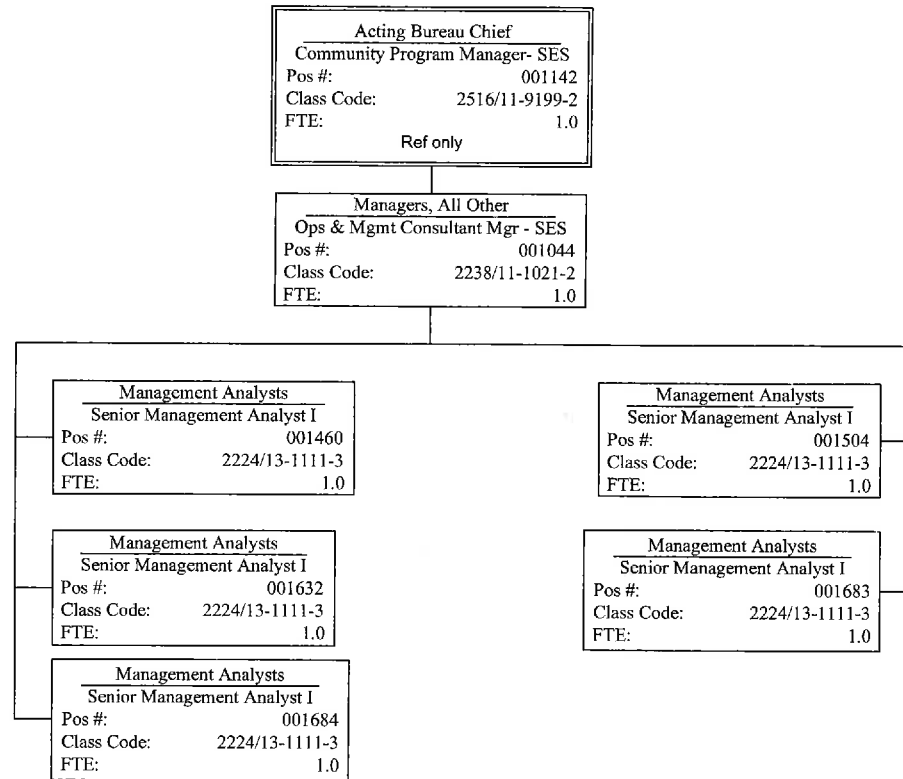 Acting Bureau Chief
Community Program Manager- SES
Pos #: 001142
Class Code: 2516/11-9199-2
FTE: 1.0
Ref only
Managers, All Other
Ops & Mgmt Consultant Mgr - SES
Pos #: 001044
Class Code: 2238/11-1021-2
FTE: 1.0
Management Analysts
Senior Management Analyst I
Pos #: 001460
Class Code: 2224/13-1111-3
FTE: 1.0
Management Analysts
Senior Management Analyst I
Pos #: 001504
Class Code: 2224/13-1111-3
FTE: 1.0
Management Analysts
Senior Management Analyst I
Pos #: 001632
Class Code: 2224/13-1111-3
FTE: 1.0
Management Analysts
Senior Management Analyst I
Pos #: 001683
Class Code: 2224/13-1111-3
FTE: 1.0
Management Analysts
Senior Management Analyst I
Pos #: 001684
Class Code: 2224/13-1111-3
FTE: 1.0